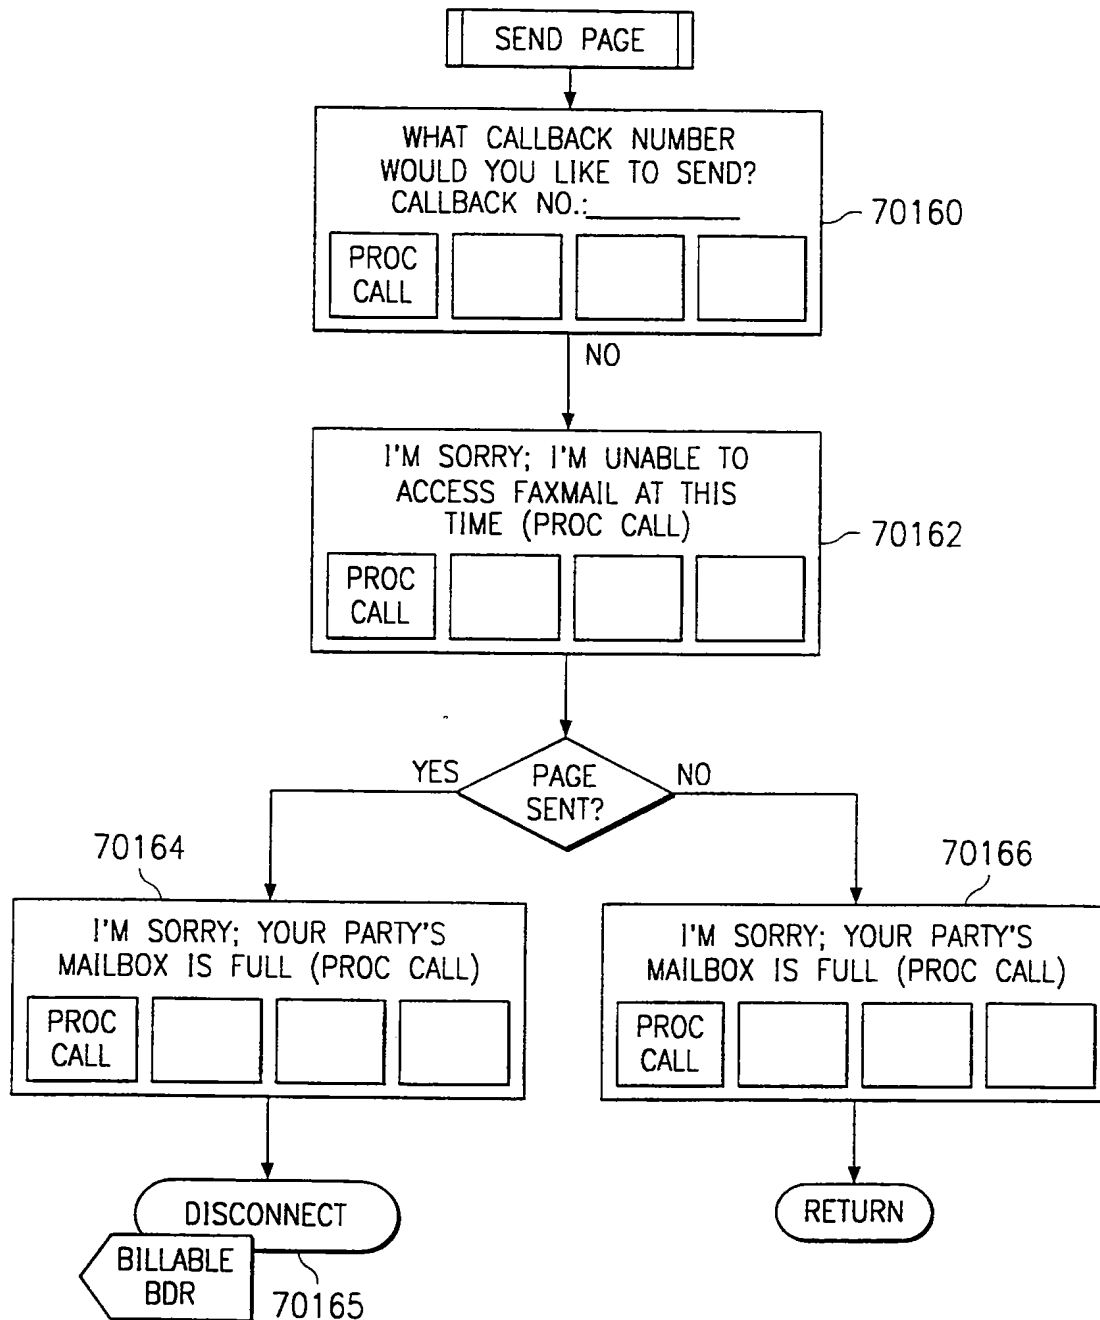 SEND PAGE
WHAT CALLBACK NUMBER
WOULD YOU LIKE TO SEND?
CALLBACK NO.:
70160
PROC
CALL
NO
I'M SORRY; I'M UNABLE TO
ACCESS FAXMAIL AT THIS
TIME (PROC CALL)
70162
PROC
CALL
YES
PAGE
SENT?
NO
70164
70166
I'M SORRY; YOUR PARTY'S
MAILBOX IS FULL (PROC CALL)
PROC
CALL
I'M SORRY; YOUR PARTY'S
MAILBOX IS FULL (PROC CALL)
PROC
CALL
DISCONNECT
RETURN
BILLABLE
BDR
70165